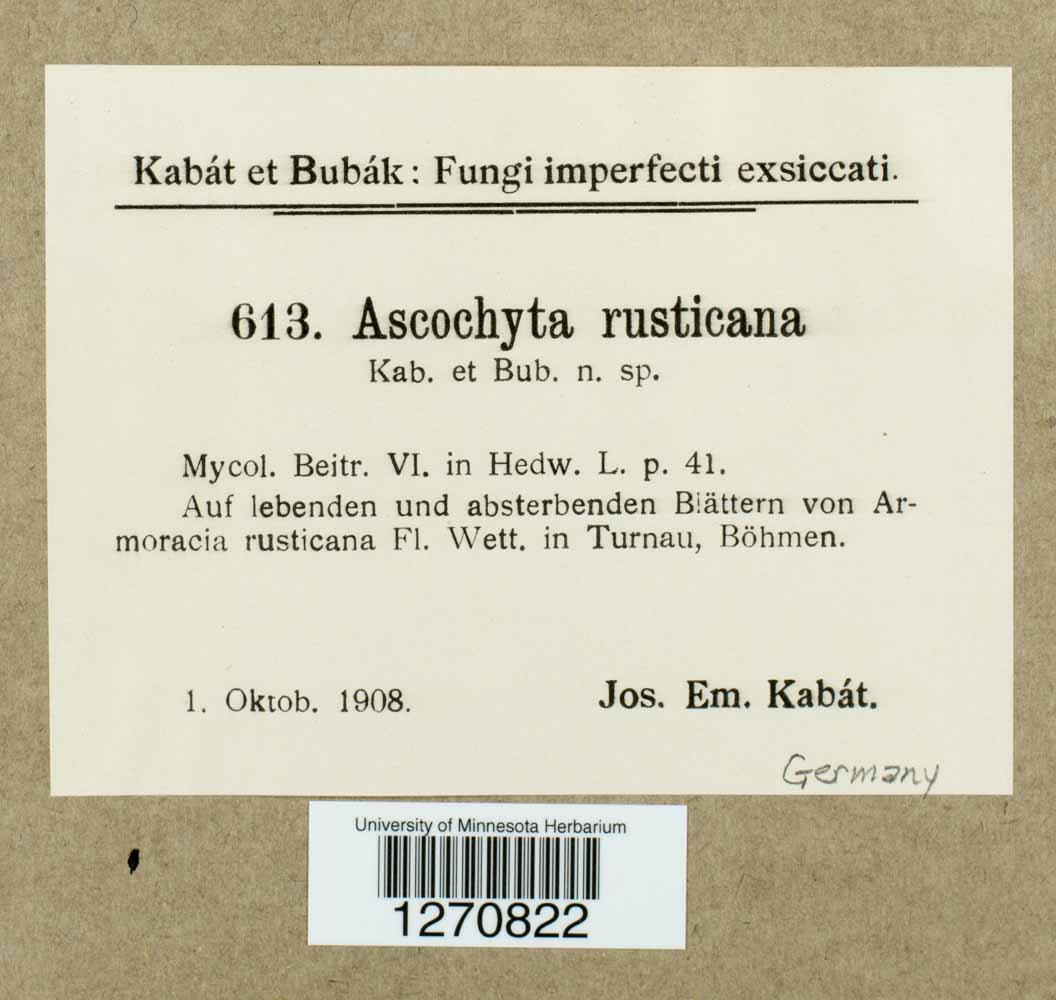 Kabát et Bubák: Fungi imperfecti exsiccati.
613. Ascochyta rusticana
Kab. et Bub. n. sp.
Mycol. Beitr. VI. in Hedw. L. p. 41.
Auf lebenden und absterbenden Blättern von Ar-
moracia rusticana Fl. Wett. in Turnau, Böhmen.
1. Oktob. 1908. Jos. Em. Kabát.
Germany
University of Minnesota Herbarium
1270822